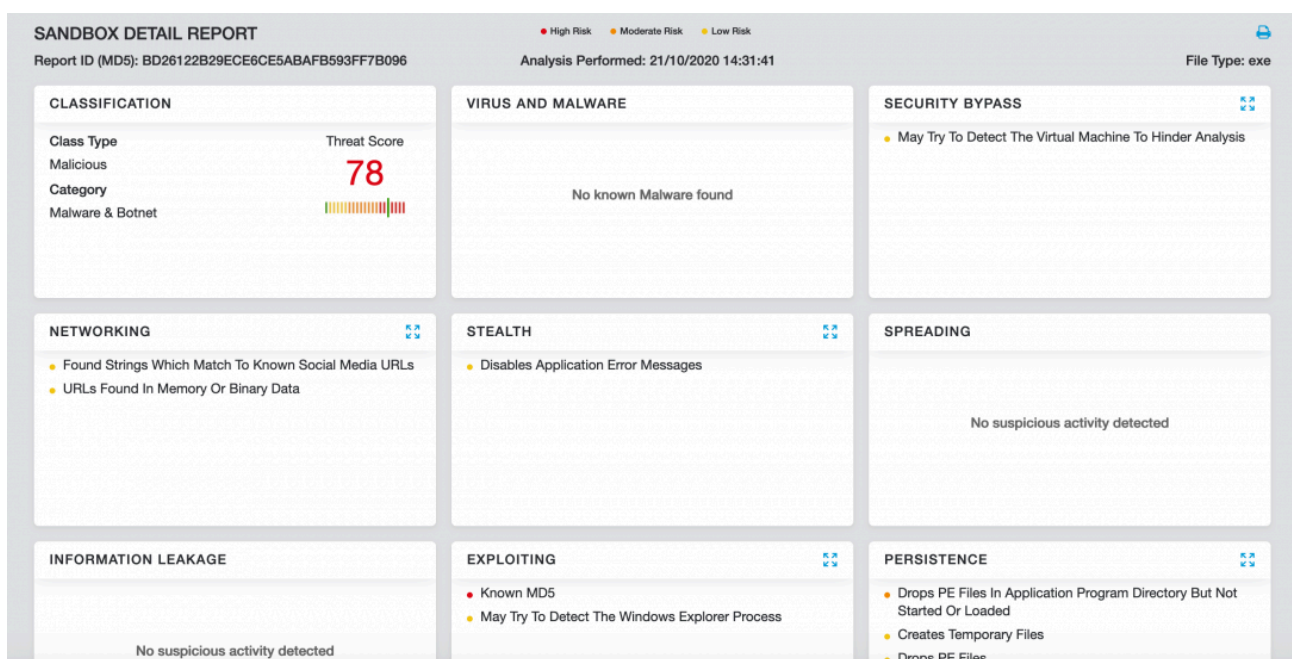 SANDBOX DETAIL REPORT
High Risk Moderate Risk Low Risk
Report ID (MD5): BD26122B29ECE6CE5ABAFB593FF7B096
Analysis Performed: 21/10/2020 14:31:41
File Type: exe
CLASSIFICATION
Class Type
Malicious
Category
Malware & Botnet
Threat Score
78
VIRUS AND MALWARE
No known Malware found
SECURITY BYPASS
May Try To Detect The Virtual Machine To Hinder Analysis
NETWORKING
Found Strings Which Match To Known Social Media URLs
URLs Found In Memory Or Binary Data
STEALTH
Disables Application Error Messages
SPREADING
No suspicious activity detected
INFORMATION LEAKAGE
No suspicious activity detected
EXPLOITING
Known MD5
May Try To Detect The Windows Explorer Process
PERSISTENCE
Drops PE Files In Application Program Directory But Not
Started Or Loaded
Creates Temporary Files
Drops PE Files